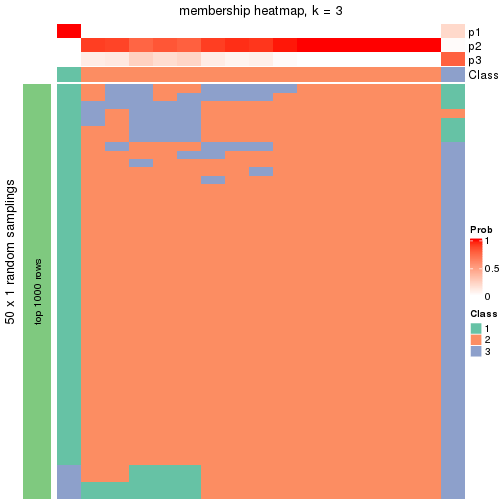 membership heatmap, k = 3
p1
p2
p3
Class
50 x 1 random samplings
top 1000 rows
Prob
1
0.5
0
Class
1
2
3